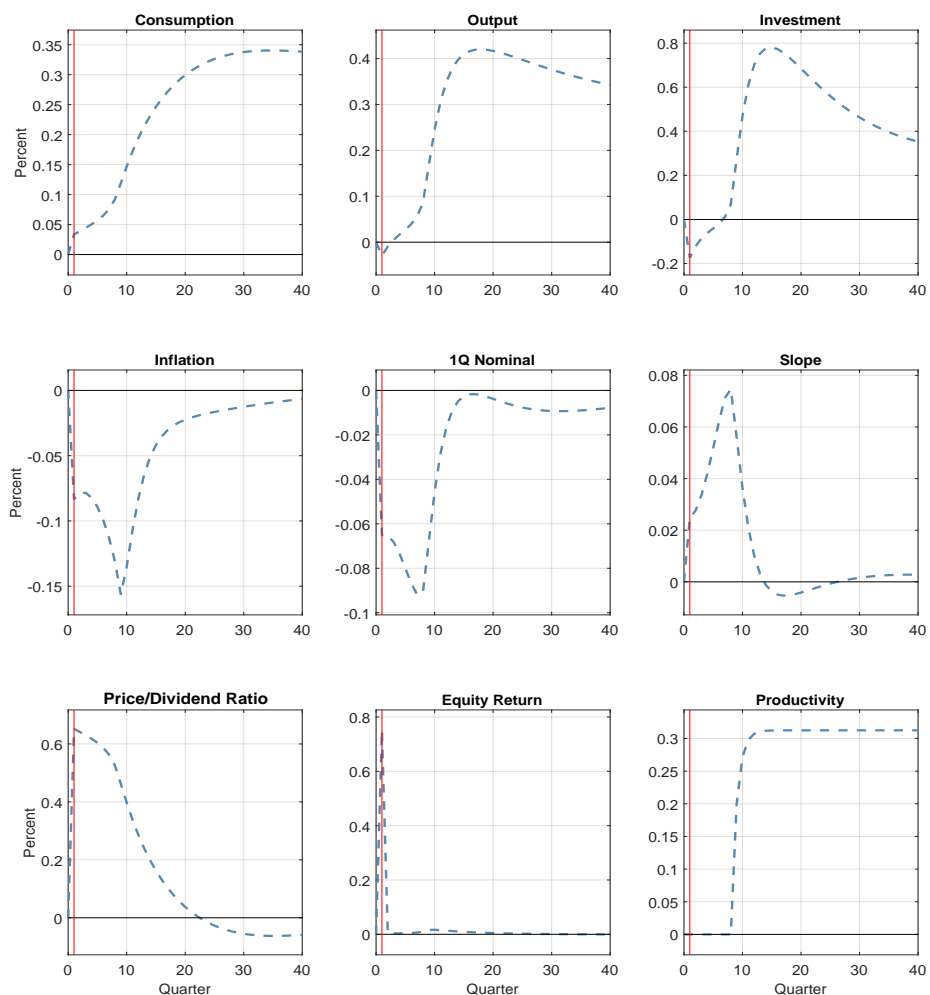 Consumption
Output
Investment
Percent
0.35
0.3
0.25
0.2
0.15
0.1
0.05
0
0 10 20 30 40
0.4
0.3
0.2
0.1
0
0 10 20 30 40
0.8
0.6
0.4
0.2
0
-0.2
0 10 20 30 40
Inflation
1Q Nominal
Slope
Percent
0
-0.05
-0.1
-0.15
0 10 20 30 40
0
-0.02
-0.04
-0.06
-0.08
-0.1
0 10 20 30 40
0.08
0.06
0.04
0.02
0
0 10 20 30 40
Price/Dividend Ratio
Equity Return
Productivity
Percent
0.6
0.4
0.2
0
0 10 20 30 40
Quarter
0.8
0.6
0.4
0.2
0
0 10 20 30 40
Quarter
0.3
0.25
0.2
0.15
0.1
0.05
0
0 10 20 30 40
Quarter